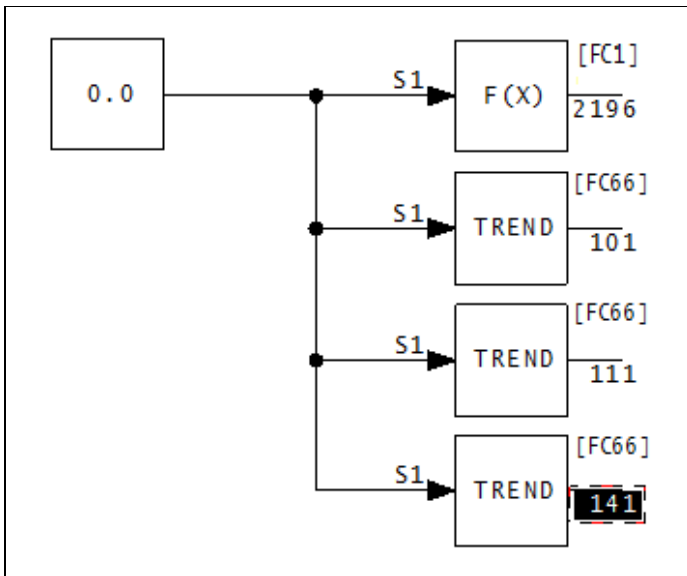 [FC1]
0.0
S1
F(X)
2196
[FC66]
S1
TREND
101
[FC66]
S1
TREND
111
[FC66]
S1
TREND
141